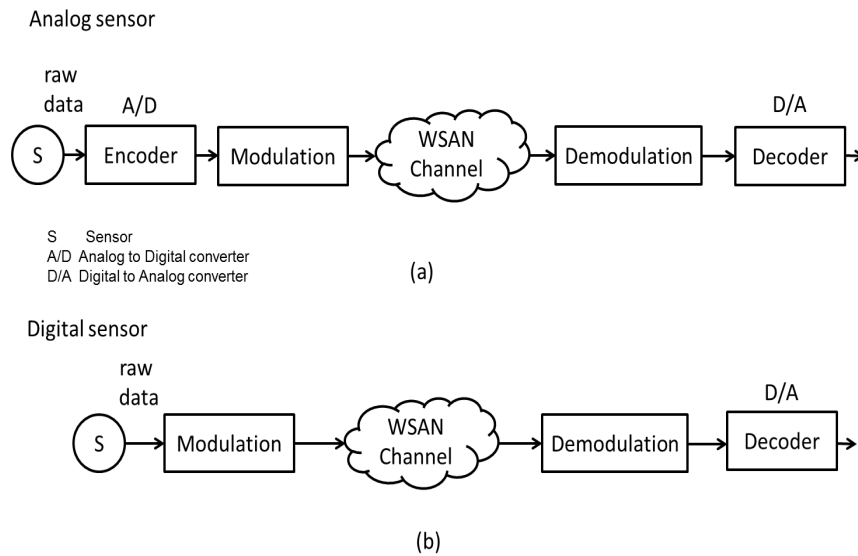 Analog sensor
raw
data
A/D
D/A
S
Encoder
Modulation
WSAN
Channel
Demodulation
Decoder
S Sensor
A/D Analog to Digital converter
D/A Digital to Analog converter
(a)
Digital sensor
raw
data
D/A
S
Modulation
WSAN
Channel
Demodulation
Decoder
(b)